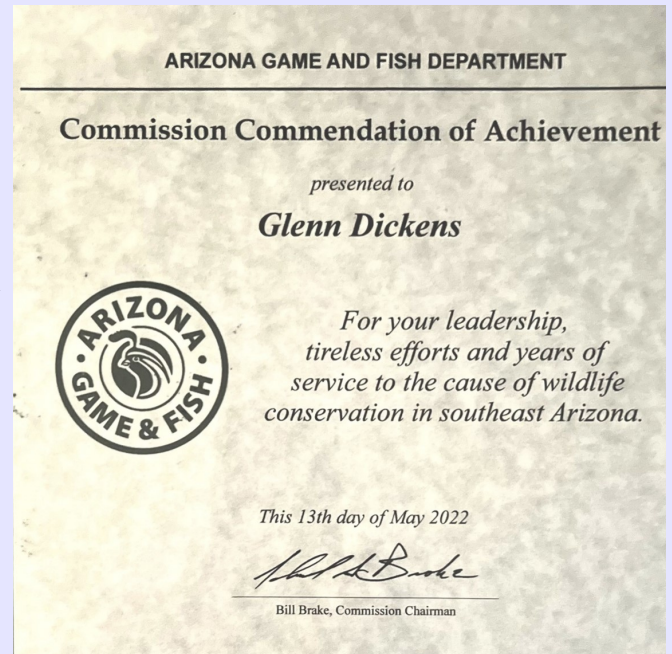 ARIZONA GAME AND FISH DEPARTMENT
Commission Commendation of Achievement
presented to
Glenn Dickens
ARIZONA
GAME & FISH
For your leadership,
tireless efforts and years of
service to the cause of wildlife
conservation in southeast Arizona.
This 13th day of May 2022
Bill Brake, Commission Chairman